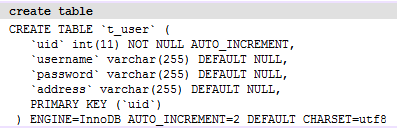 create table
CREATE TABLE `t_user` (
`uid` int(11) NOT NULL AUTO_INCREMENT,
`username` varchar(255) DEFAULT NULL,
`password` varchar(255) DEFAULT NULL,
`address` varchar(255) DEFAULT NULL,
PRIMARY KEY (`uid`)
) ENGINE=InnoDB AUTO_INCREMENT=2 DEFAULT CHARSET=utf8